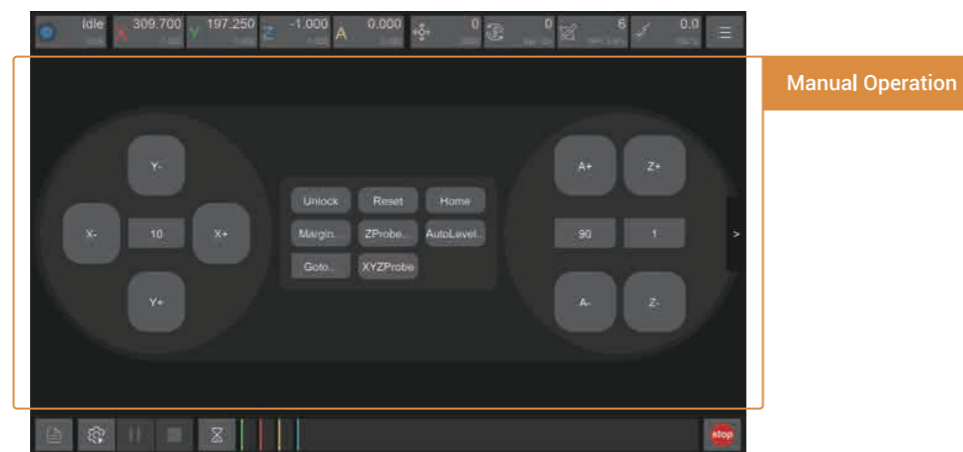 Idle X 309.700 Y 197.250 Z -1.000 A 0.000 0 0 6 0.0
Manual Operation
Y-
X- 10 X+
Y+
Unlock Reset Home
Margin.. ZProbe.. AutoLevel..
Goto.. XYZProbe
A+ Z+
90 1 >
A- Z-
stop